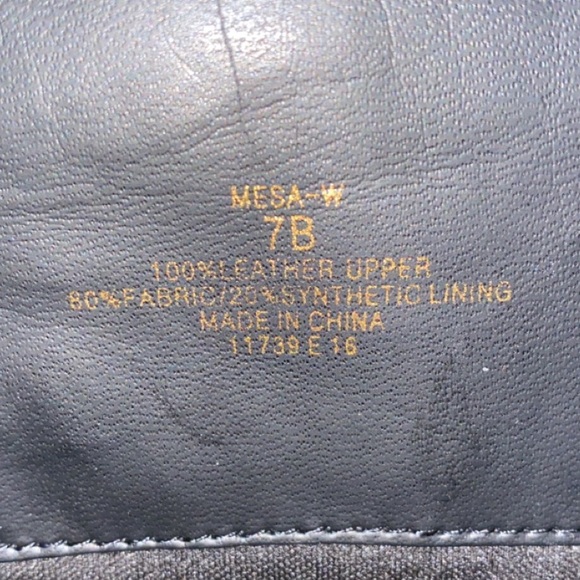 MESA-W
7B
100%LEATHER UPPER
80%FABRIC/20%SYNTHETIC LINING
MADE IN CHINA
11739 E 16